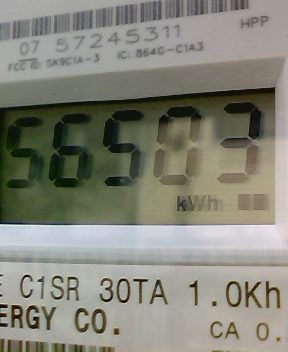 07 57245311 HPP
FCC ID: SK9C1A-3 IC: 864G-C1A3
56503
kWh
C1SR 30TA 1.0Kh
ERGY CO. CA 0.